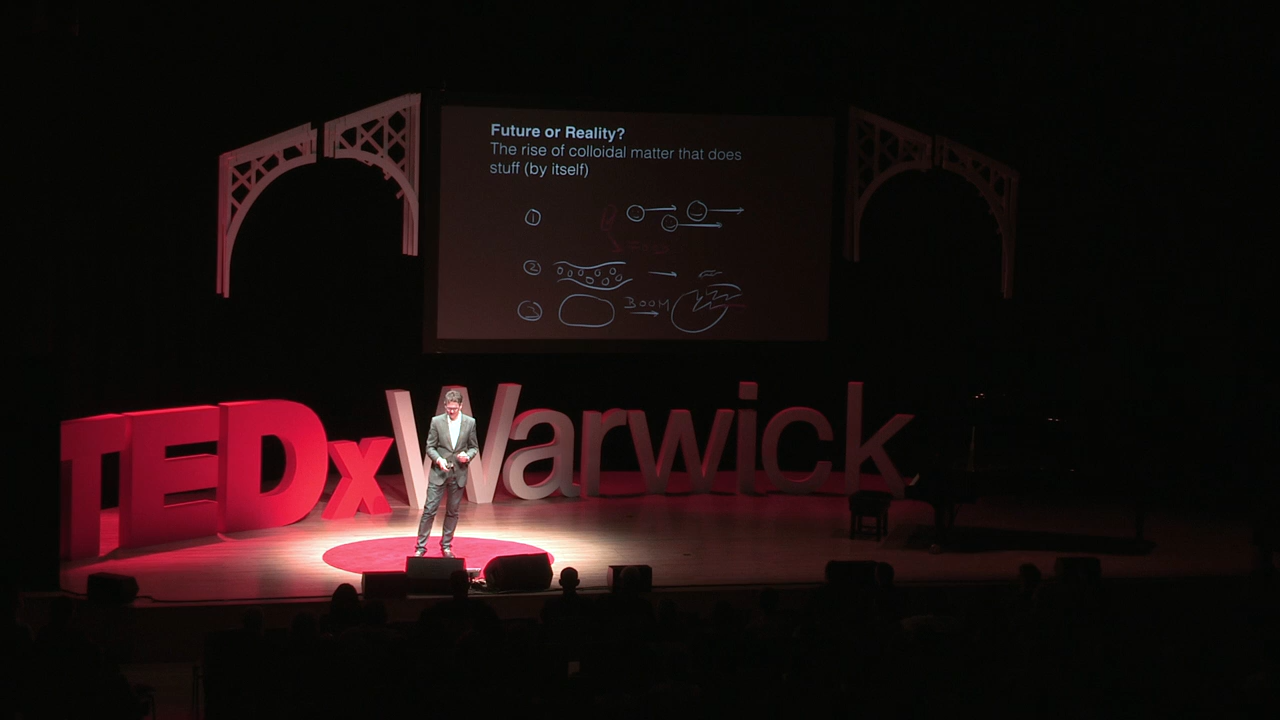 Future or Reality?
The rise of colloidal matter that does
stuff (by itself)
1
2
BOOM
3
TEDxWarwick